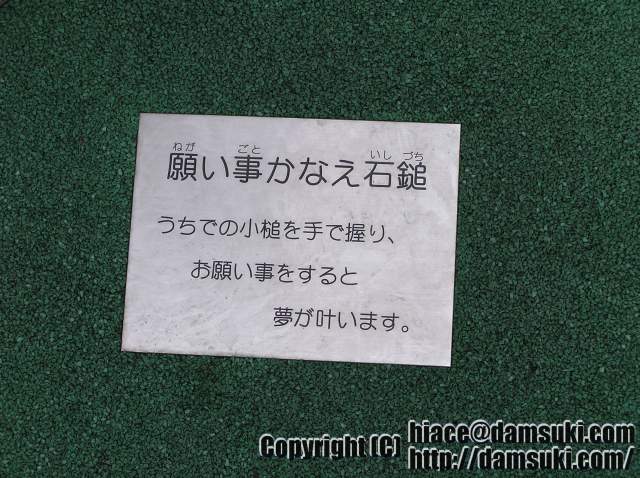 ねが ごと いし づち
願い事かなえ石鎚
うちでの小槌を手で握り、
お願い事をすると
夢が叶います。
Copyright (C) hiace@damsuki.com
http://damsuki.com/